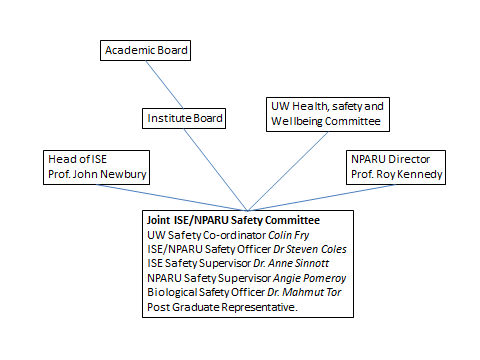 Academic Board
Institute Board
UW Health, safety and
Wellbeing Committee
Head of ISE
Prof. John Newbury
NPARU Director
Prof. Roy Kennedy
Joint ISE/NPARU Safety Committee
UW Safety Co-ordinator Colin Fry
ISE/NPARU Safety Officer Dr Steven Coles
ISE Safety Supervisor Dr. Anne Sinnott
NPARU Safety Supervisor Angie Pomeroy
Biological Safety Officer Dr. Mahmut Tor
Post Graduate Representative.